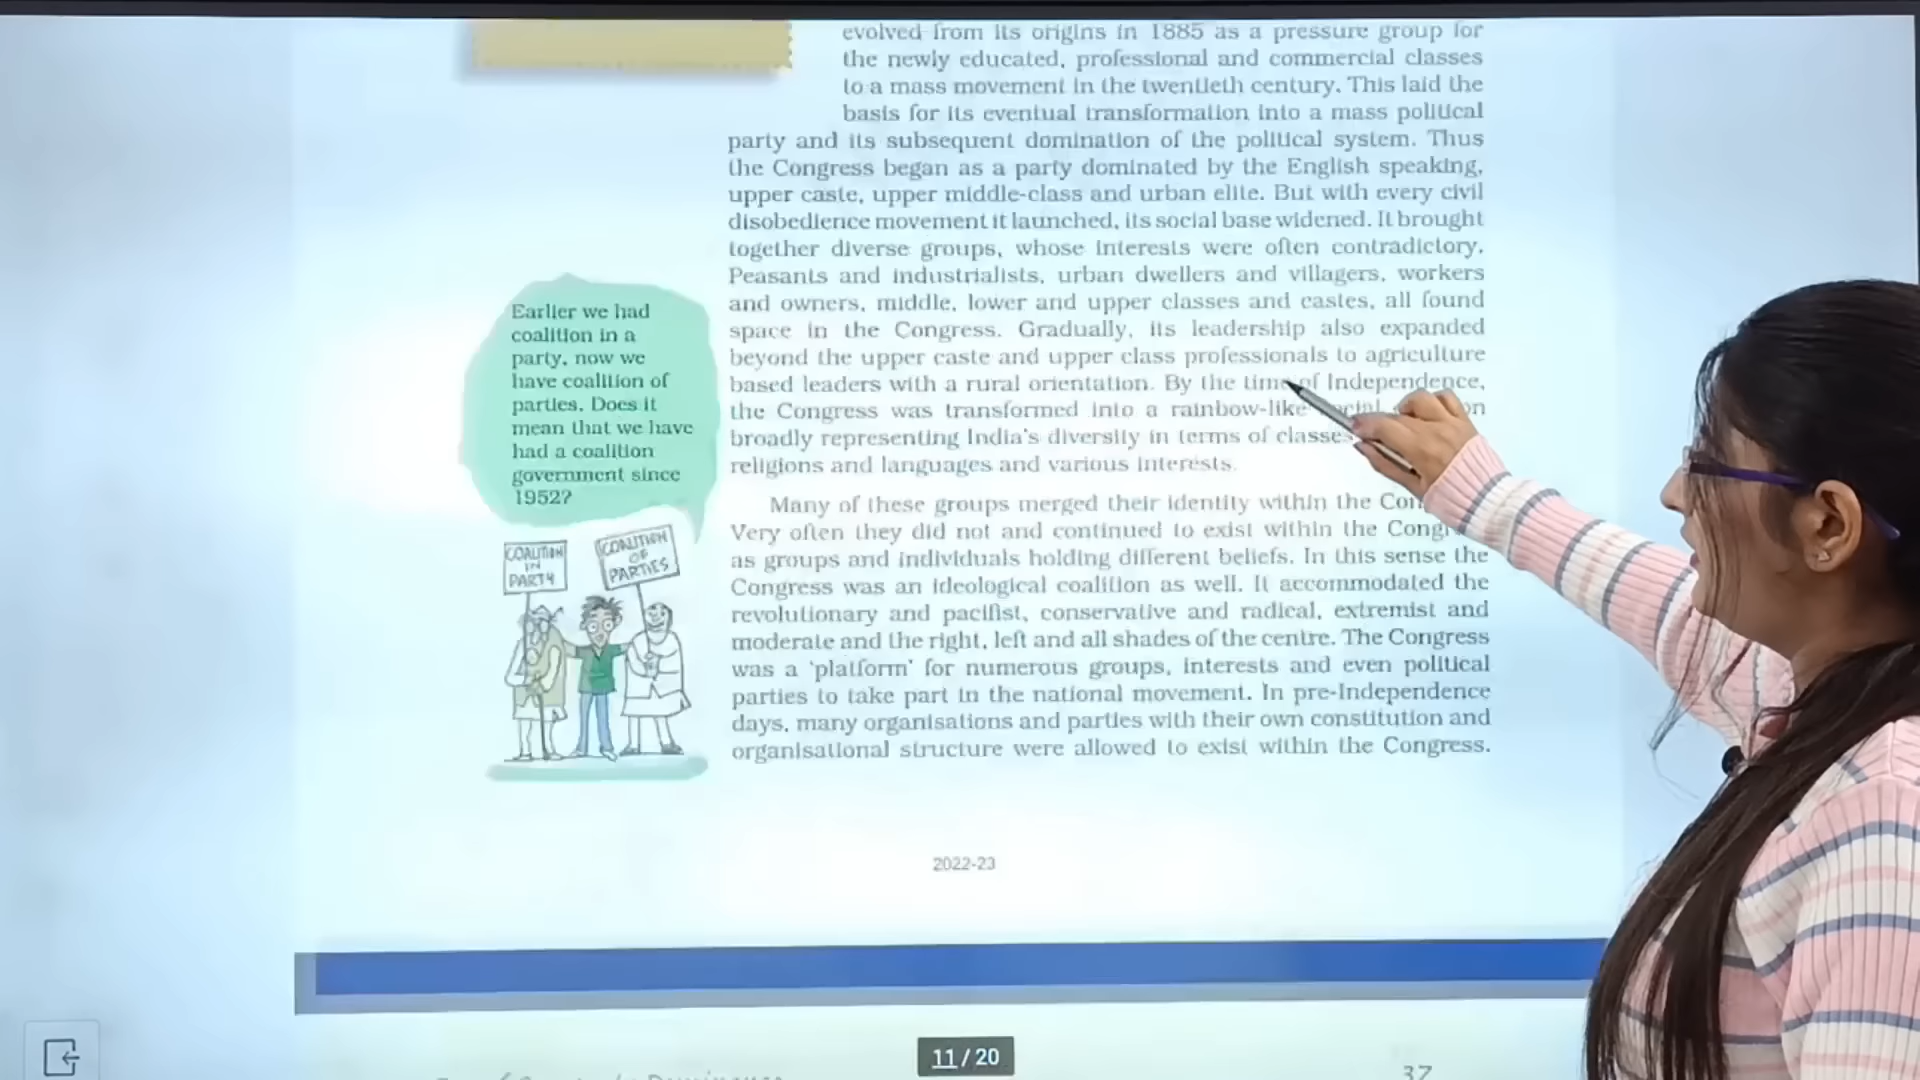 evolved from its origins in 1885 as a pressure group for
the newly educated, professional and commercial classes
to a mass movement in the twentieth century. This laid the
basis for its eventual transformation into a mass political
party and its subsequent domination of the political system. Thus
the Congress began as a party dominated by the English speaking,
upper caste, upper middle-class and urban elite. But with every civil
disobedience movement it launched, its social base widened. It brought
together diverse groups, whose interests were often contradictory.
Peasants and industrialists, urban dwellers and villagers, workers
and owners, middle, lower and upper classes and castes, all found
space in the Congress. Gradually, its leadership also expanded
beyond the upper caste and upper class professionals to agriculture
based leaders with a rural orientation. By the time of Independence,
the Congress was transformed into a rainbow-like
broadly representing India's diversity in terms of classes
religions and languages and various interests.
Earlier we had
coalition in a
party, now we
have coalition of
parties. Does it
mean that we have
had a coalition
government since
1952?
COALITION
IN
PARTY
COALITION
OF
PARTIES
Many of these groups merged their identity within the
Very often they did not and continued to exist within the
as groups and individuals holding different beliefs. In this sense the
Congress was an ideological coalition as well. It accommodated the
revolutionary and pacifist, conservative and radical, extremist and
moderate and the right, left and all shades of the centre. The Congress
was a 'platform' for numerous groups, interests and even political
parties to take part in the national movement. In pre-Independence
days, many organisations and parties with their own constitution and
organisational structure were allowed to exist within the Congress.
2022-23
11 / 20
37